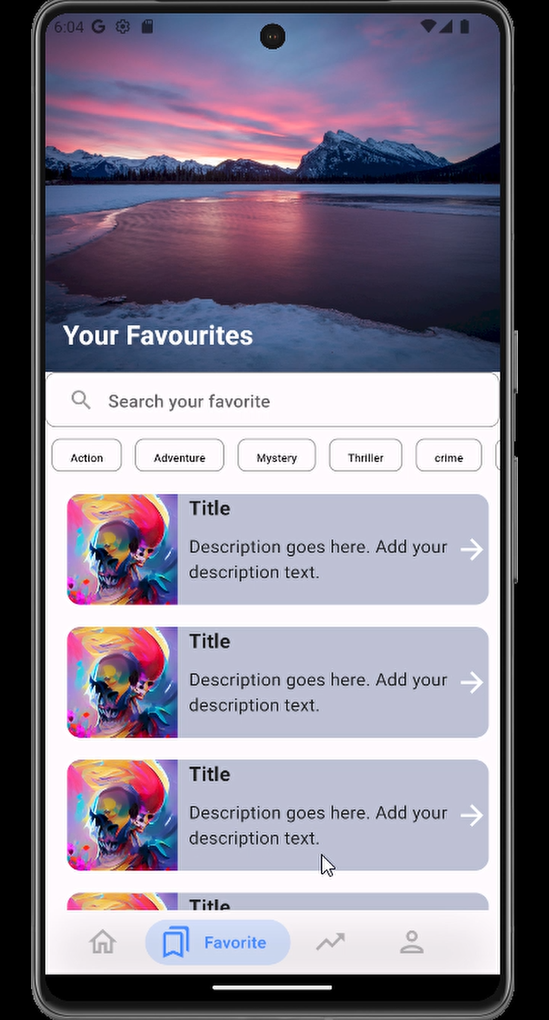 6:04
Your Favourites
Search your favorite
Action Adventure Mystery Thriller crime
Title
Description goes here. Add your
description text.
Title
Description goes here. Add your
description text.
Title
Description goes here. Add your
description text.
Title
Favorite